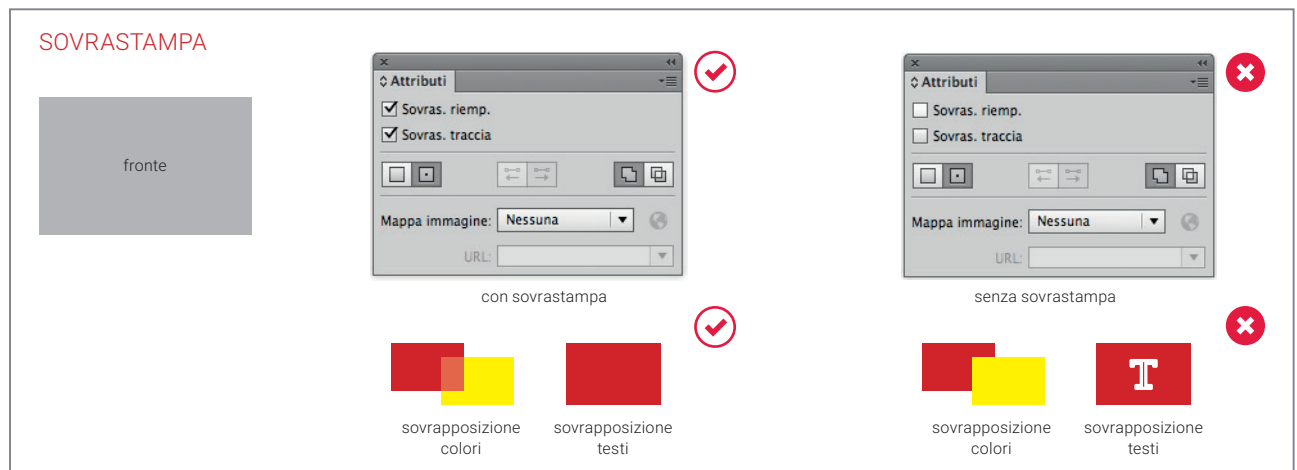 SOVRASTAMPA
fronte
Attributi
Sovras. riemp.
Sovras. traccia
Mappa immagine: Nessuna
URL:
con sovrastampa
sovrapposizione
colori
sovrapposizione
testi
Attributi
Sovras. riemp.
Sovras. traccia
Mappa immagine: Nessuna
URL:
senza sovrastampa
T
sovrapposizione
colori
sovrapposizione
testi